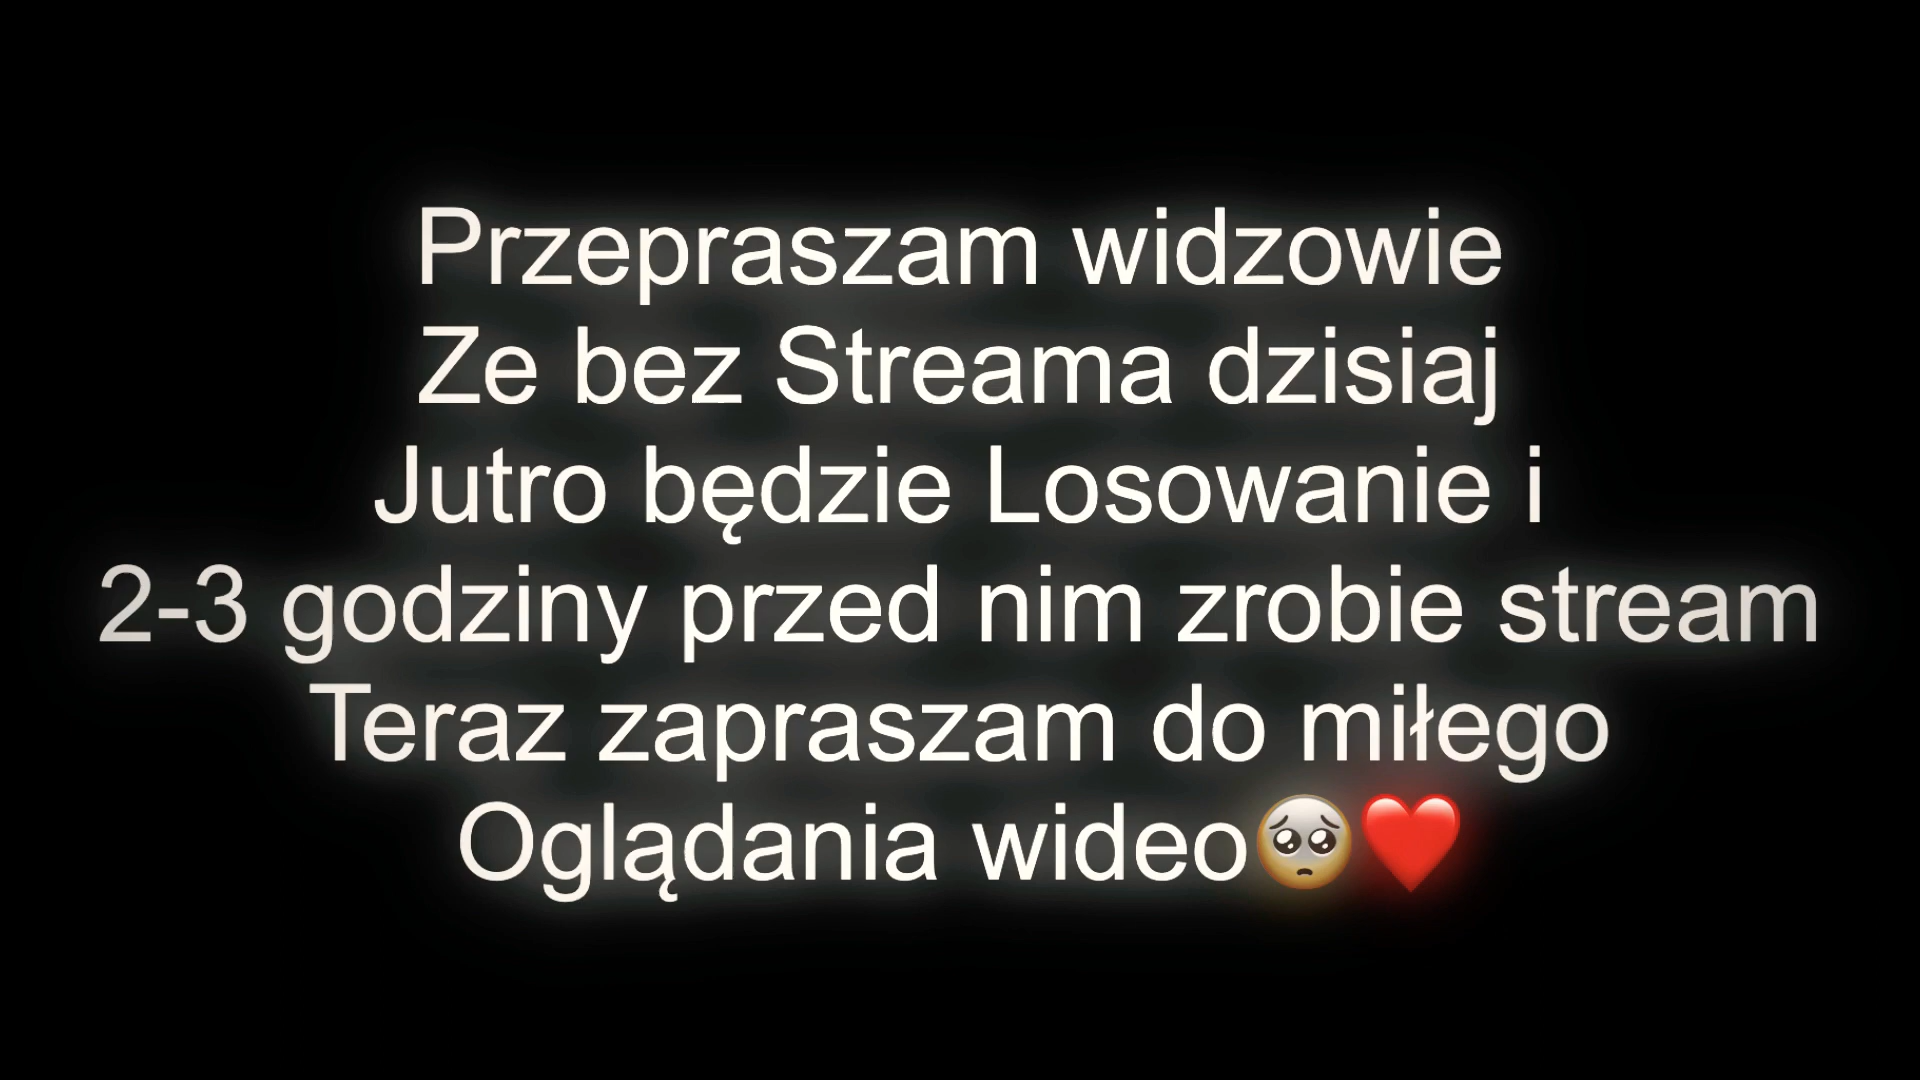 Przepraszam widzowie
Ze bez Streama dzisiaj
Jutro będzie Losowanie i
2-3 godziny przed nim zrobie stream
Teraz zapraszam do miłego
Oglądania wideo🥺❤️